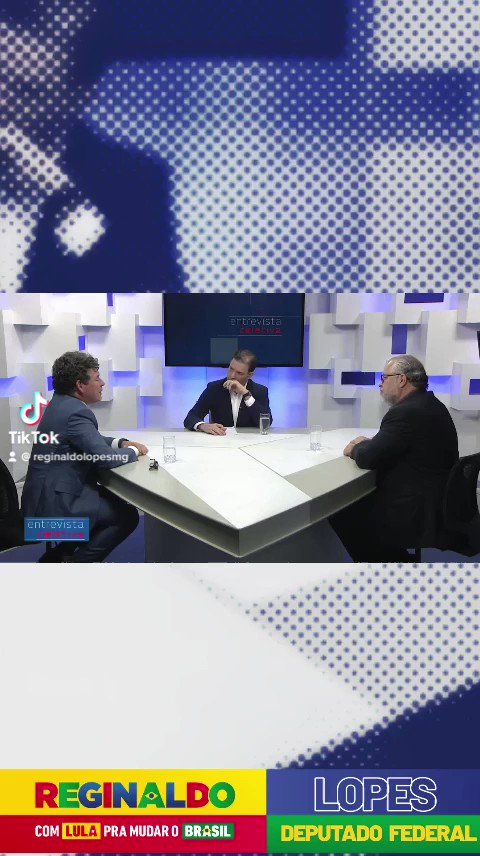 entrevista
coletiva
TikTok
@reginaldolopesmg
entrevista
coletiva
REGINALDO
LOPES
COM LULA PRA MUDAR O BRASIL
DEPUTADO FEDERAL